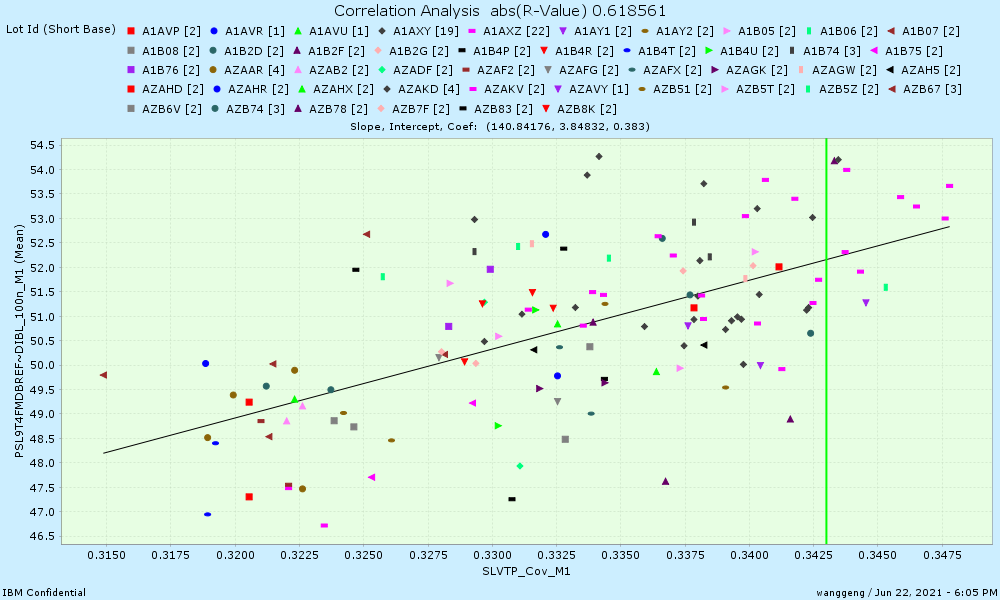 Correlation Analysis abs(R-Value) 0.618561
Lot Id (Short Base) A1AVP [2] A1AVR [1] A1AVU [1] A1AXY [19] A1AXZ [22] A1AY1 [2] A1AY2 [2] A1B05 [2] A1B06 [2] A1B07 [2]
A1B08 [2] A1B2D [2] A1B2F [2] A1B2G [2] A1B4P [2] A1B4R [2] A1B4T [2] A1B4U [2] A1B74 [3] A1B75 [2]
A1B76 [2] AZAAR [4] AZAB2 [2] AZADF [2] AZAF2 [2] AZAFG [2] AZAFX [2] AZAGK [2] AZAGW [2] AZAH5 [2]
AZAHD [2] AZAHR [2] AZAHX [2] AZAKD [4] AZAKV [2] AZAVY [1] AZB51 [2] AZB5T [2] AZB5Z [2] AZB67 [3]
AZB6V [2] AZB74 [3] AZB78 [2] AZB7F [2] AZB83 [2] AZB8K [2]
Slope, Intercept, Coef: (140.84176, 3.84832, 0.383)
PSL9T4FMDBREF~DIBL_100n_M1 (Mean)
54.5
54.0
53.5
53.0
52.5
52.0
51.5
51.0
50.5
50.0
49.5
49.0
48.5
48.0
47.5
47.0
46.5
0.3150 0.3175 0.3200 0.3225 0.3250 0.3275 0.3300 0.3325 0.3350 0.3375 0.3400 0.3425 0.3450 0.3475
SLVTP_Cov_M1
IBM Confidential
wanggeng / Jun 22, 2021 - 6:05 PM